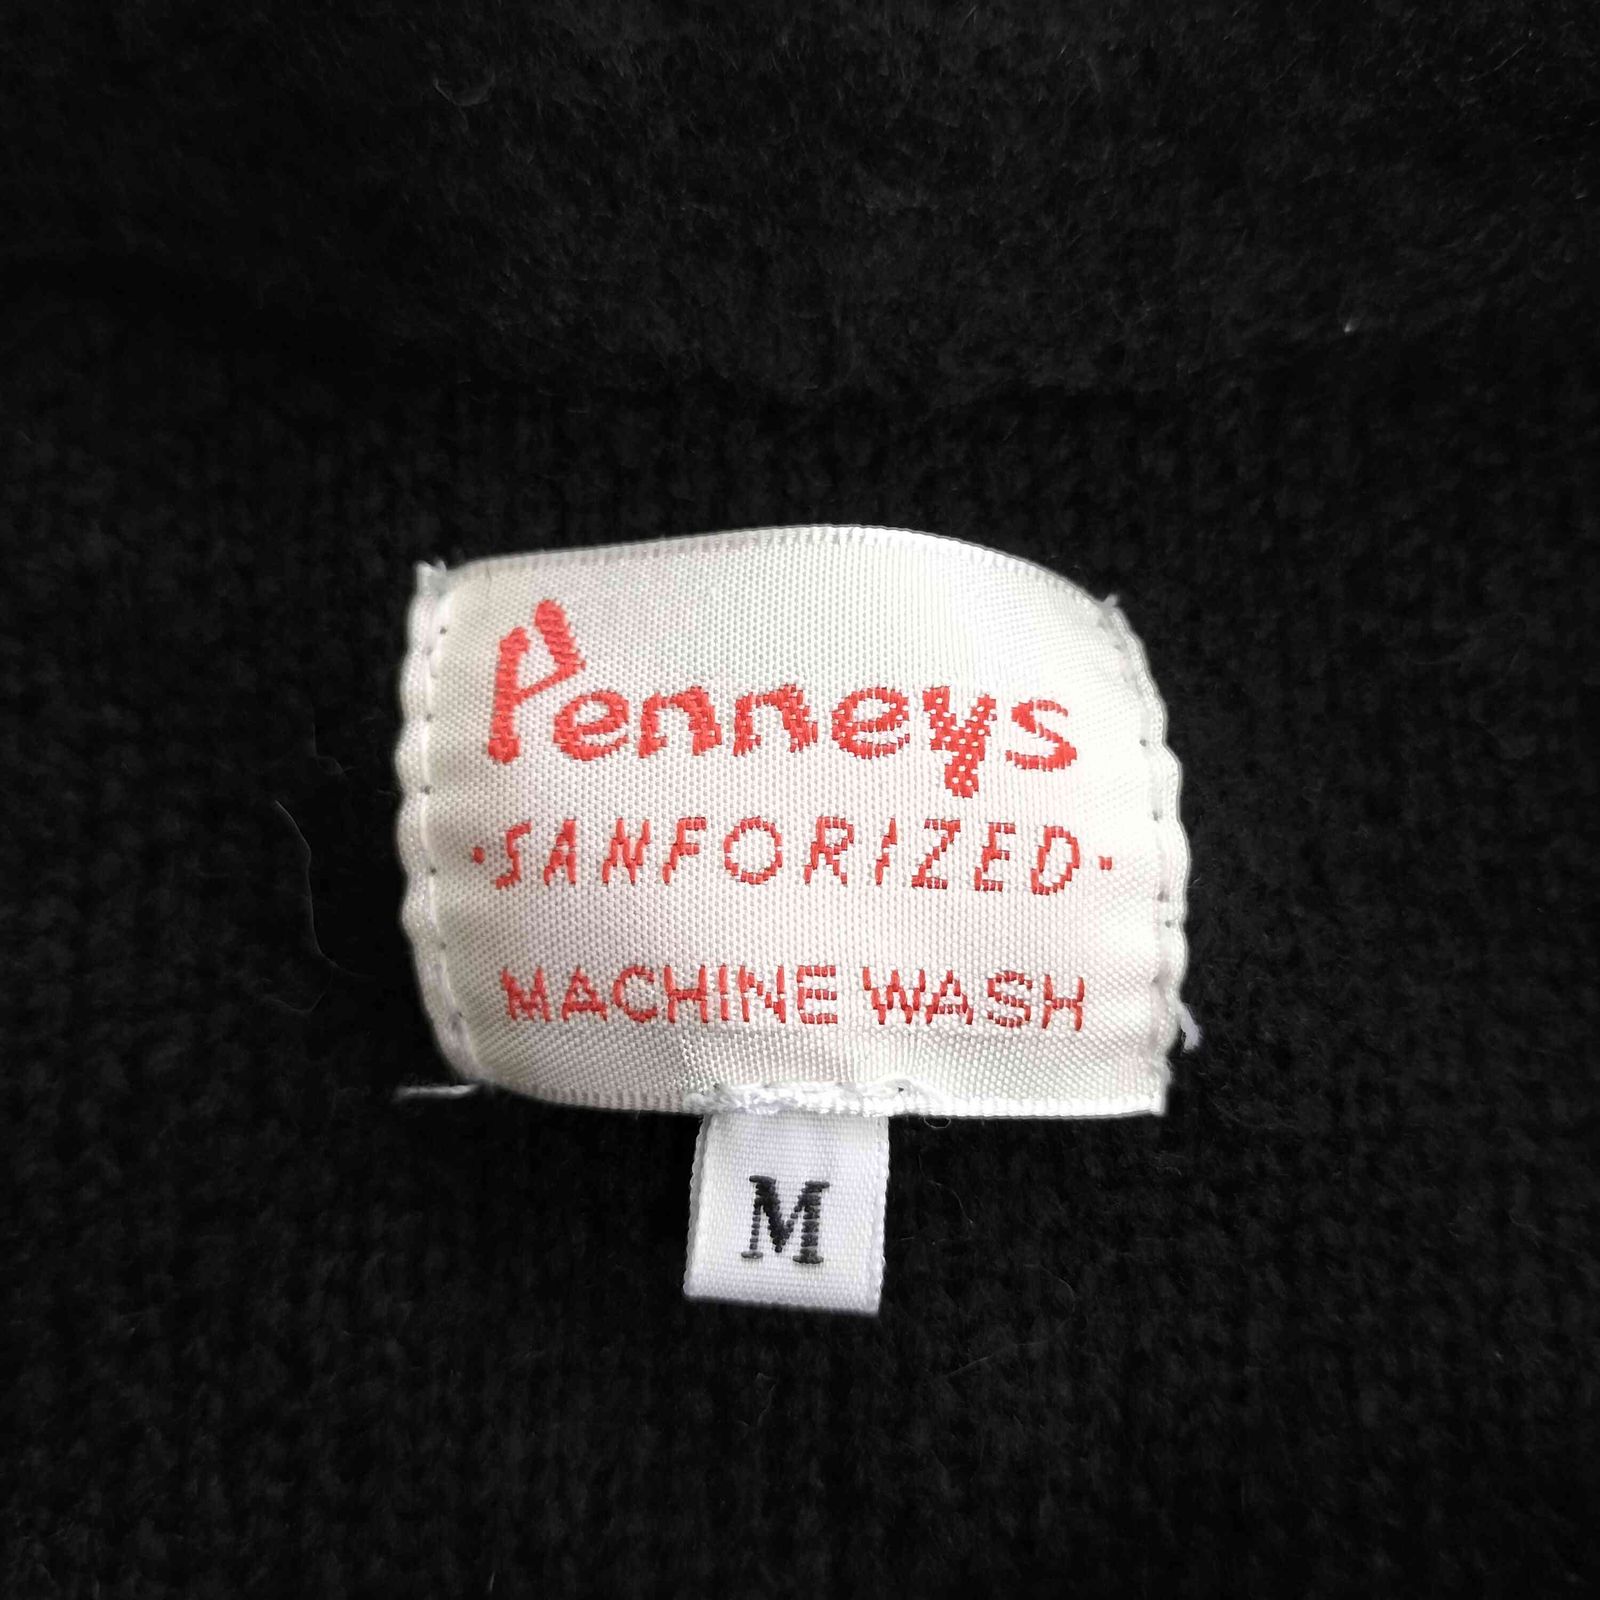 Penneys
·SANFORIZED·
MACHINE WASH
M